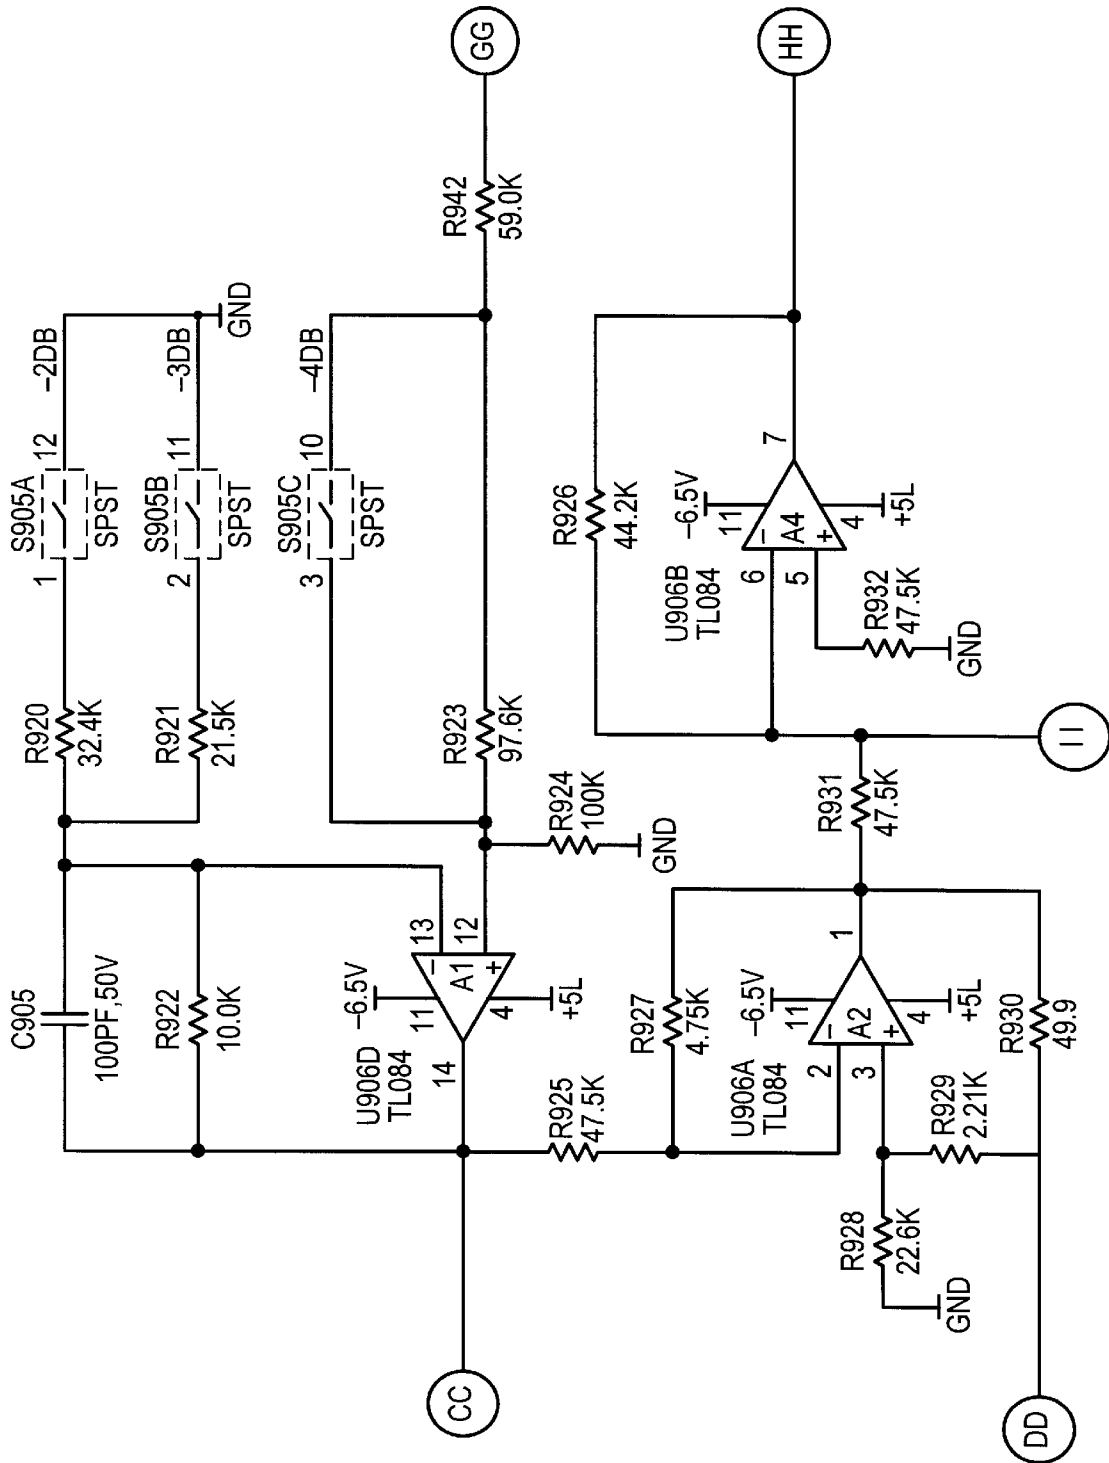 GG
HH
R942
59.0K
S905A
SPST
1
12
–2DB
S905B
SPST
2
11
–3DB
GND
S905C
SPST
3
10
–4DB
R920
32.4K
R921
21.5K
R923
97.6K
R924
100K
GND
C905
100PF,50V
R922
10.0K
–6.5V
11
13
12
–
A1
+
4
+5L
14
U906D
TL084
R925
47.5K
R926
44.2K
–6.5V
11
7
6
5
–
A4
+
4
+5L
U906B
TL084
R932
47.5K
GND
II
R931
47.5K
R927
4.75K
–6.5V
11
1
2
3
–
A2
+
4
+5L
U906A
TL084
R930
49.9
R929
2.21K
R928
22.6K
GND
CC
DD